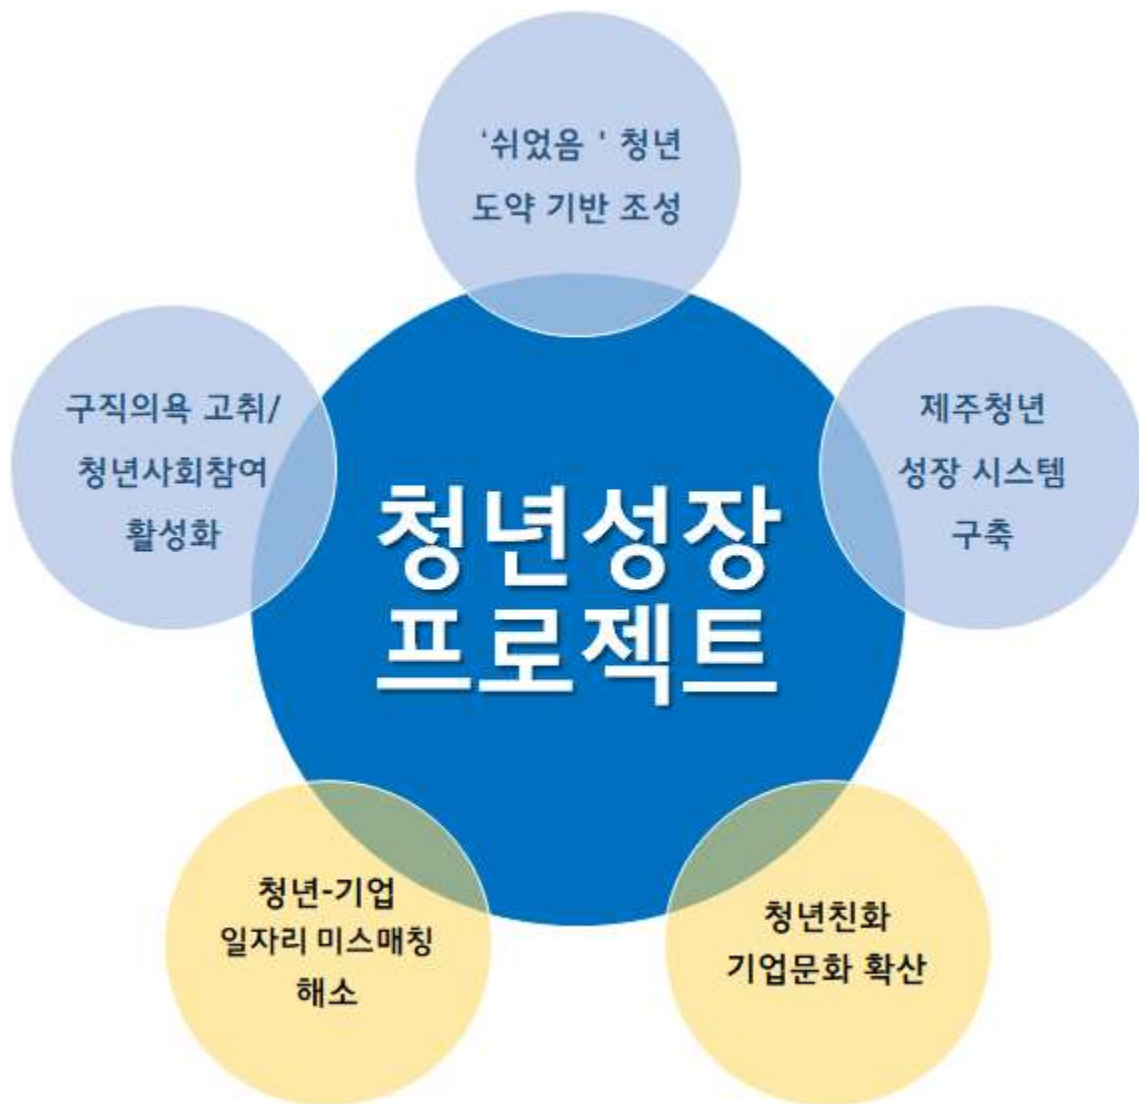 '쉬었음 ' 청년
도약 기반 조성
구직의욕 고취/
청년사회참여
활성화
제주청년
성장 시스템
구축
청년성장
프로젝트
청년-기업
일자리 미스매칭
해소
청년친화
기업문화 확산